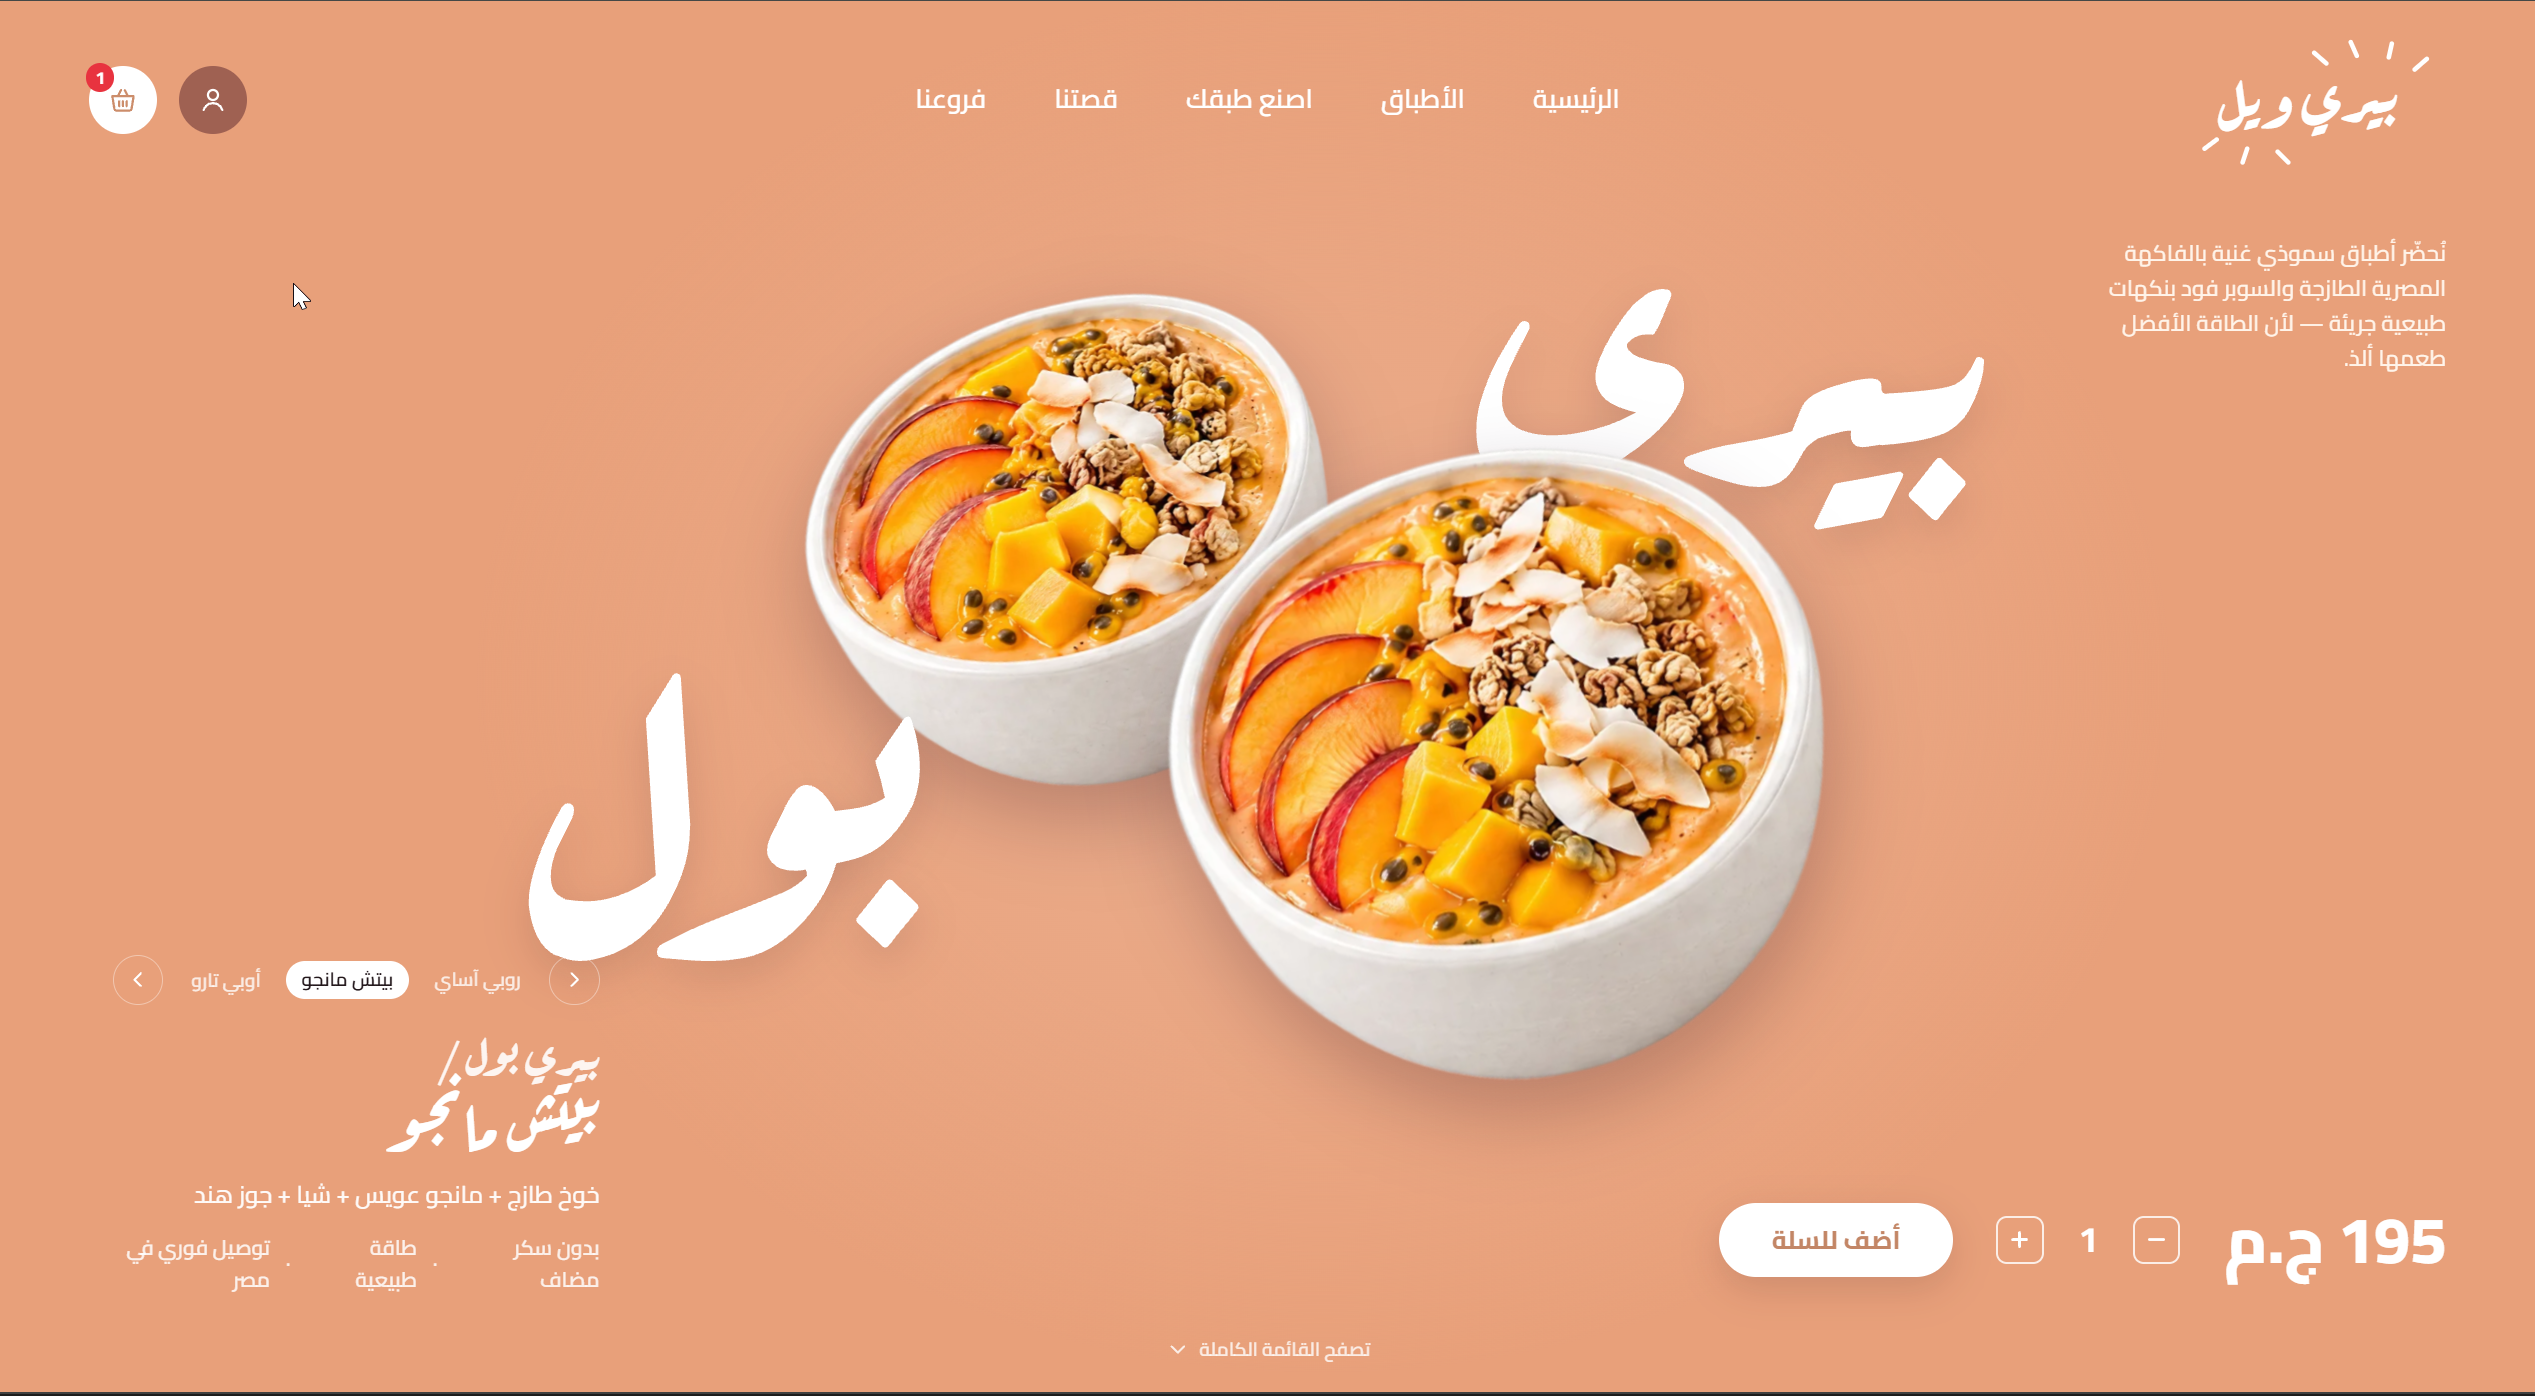 بيري ويل
الرئيسية
الأطباق
اصنع طبقك
قصتنا
فروعنا
1
نُحضّر أطباق سموذي غنية بالفاكهة
المصرية الطازجة والسوبر فود بنكهات
طبيعية جريئة — لأن الطاقة الأفضل
طعمها ألذ.
بيري
بول
روبي آساي
بيتش مانجو
أوبي تارو
بيري بول /
بيتش مانجو
خوخ طازج + مانجو عويس + شيا + جوز هند
بدون سكر مضاف
·
طاقة طبيعية
·
توصيل فوري في مصر
195 ج.م
−
1
+
أضف للسلة
تصفح القائمة الكاملة